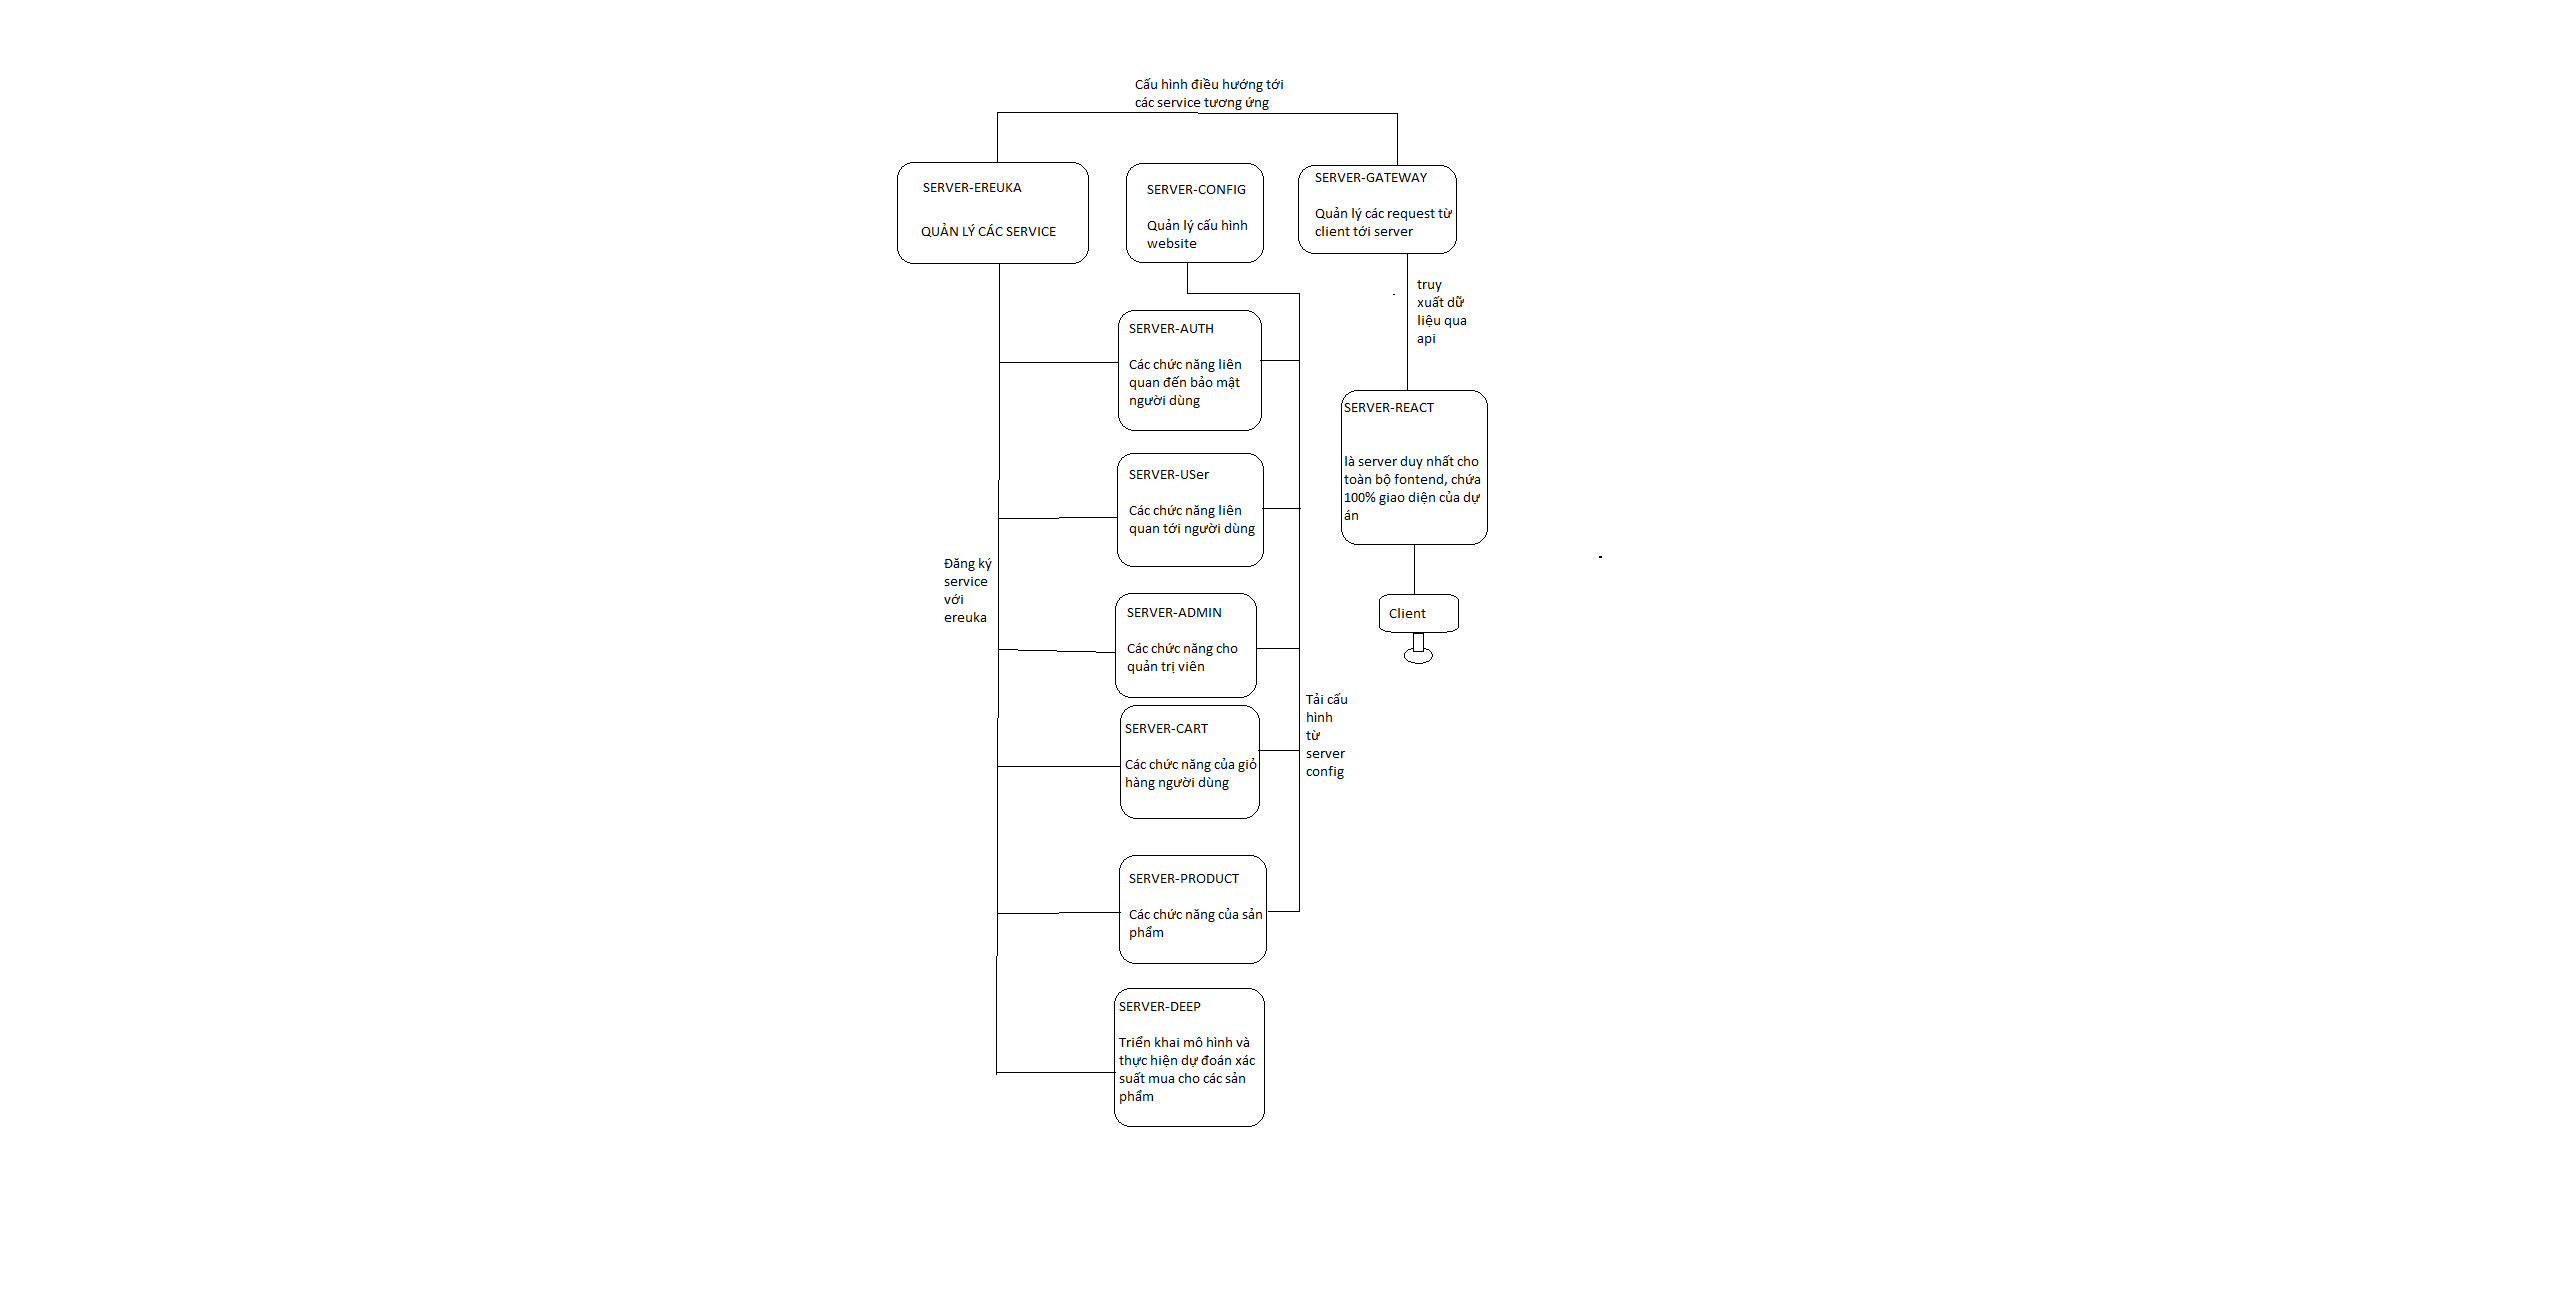 Cấu hình điều hướng tới
các service tương ứng
SERVER-EREUKA
QUẢN LÝ CÁC SERVICE
SERVER-CONFIG
Quản lý cấu hình
website
SERVER-GATEWAY
Quản lý các request từ
client tới server
truy
xuất dữ
liệu qua
api
SERVER-AUTH
Các chức năng liên
quan đến bảo mật
người dùng
SERVER-REACT
là server duy nhất cho
toàn bộ fontend, chứa
100% giao diện của dự
án
SERVER-USer
Các chức năng liên
quan tới người dùng
Đăng ký
service
với
ereuka
Client
SERVER-ADMIN
Các chức năng cho
quản trị viên
Tải cấu
hình
từ
server
config
SERVER-CART
Các chức năng của giỏ
hàng người dùng
SERVER-PRODUCT
Các chức năng của sản
phẩm
SERVER-DEEP
Triển khai mô hình và
thực hiện dự đoán xác
suất mua cho các sản
phẩm